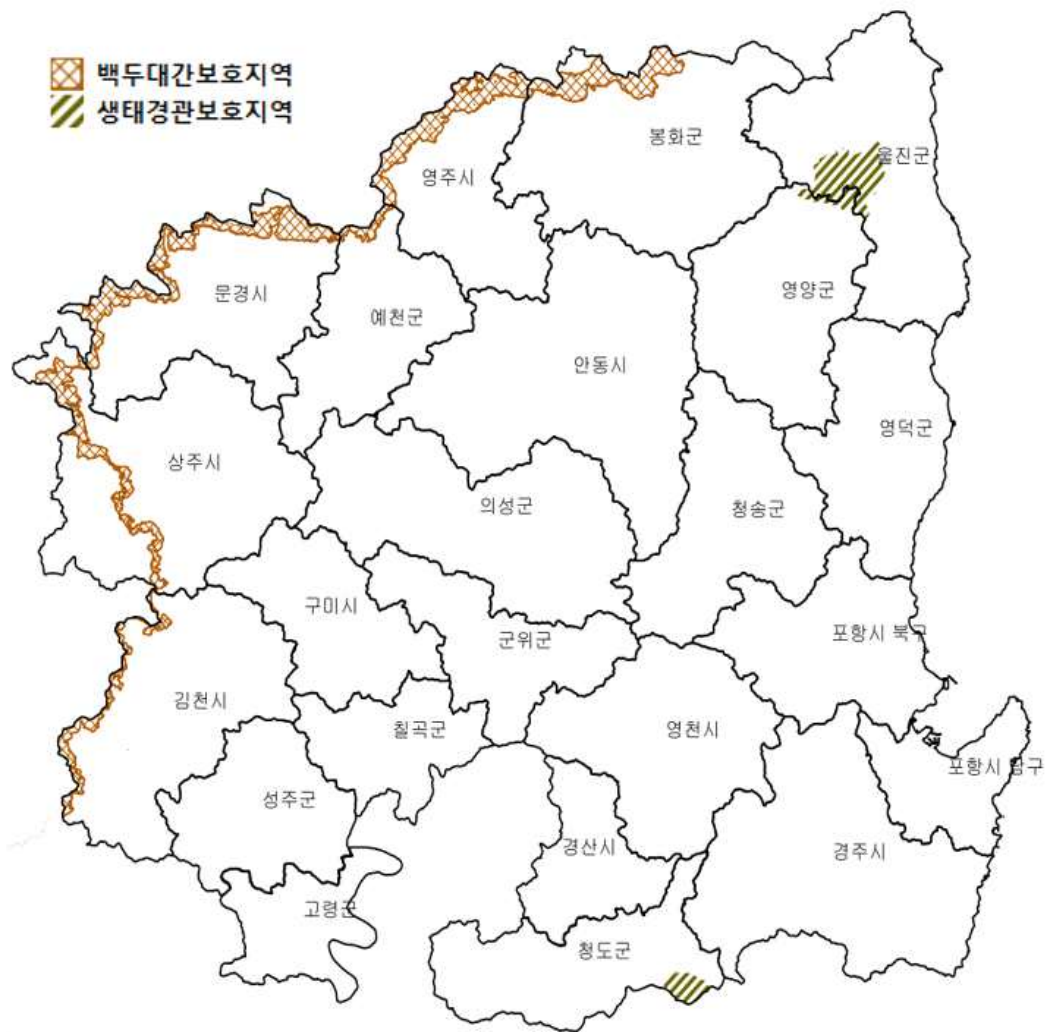 백두대간보호지역
생태경관보호지역
봉화군
울진군
영주시
영양군
문경시
예천군
안동시
영덕군
상주시
의성군
청송군
구미시
군위군
포항시 북구
김천시
칠곡군
영천시
포항시 남구
성주군
경산시
경주시
고령군
청도군